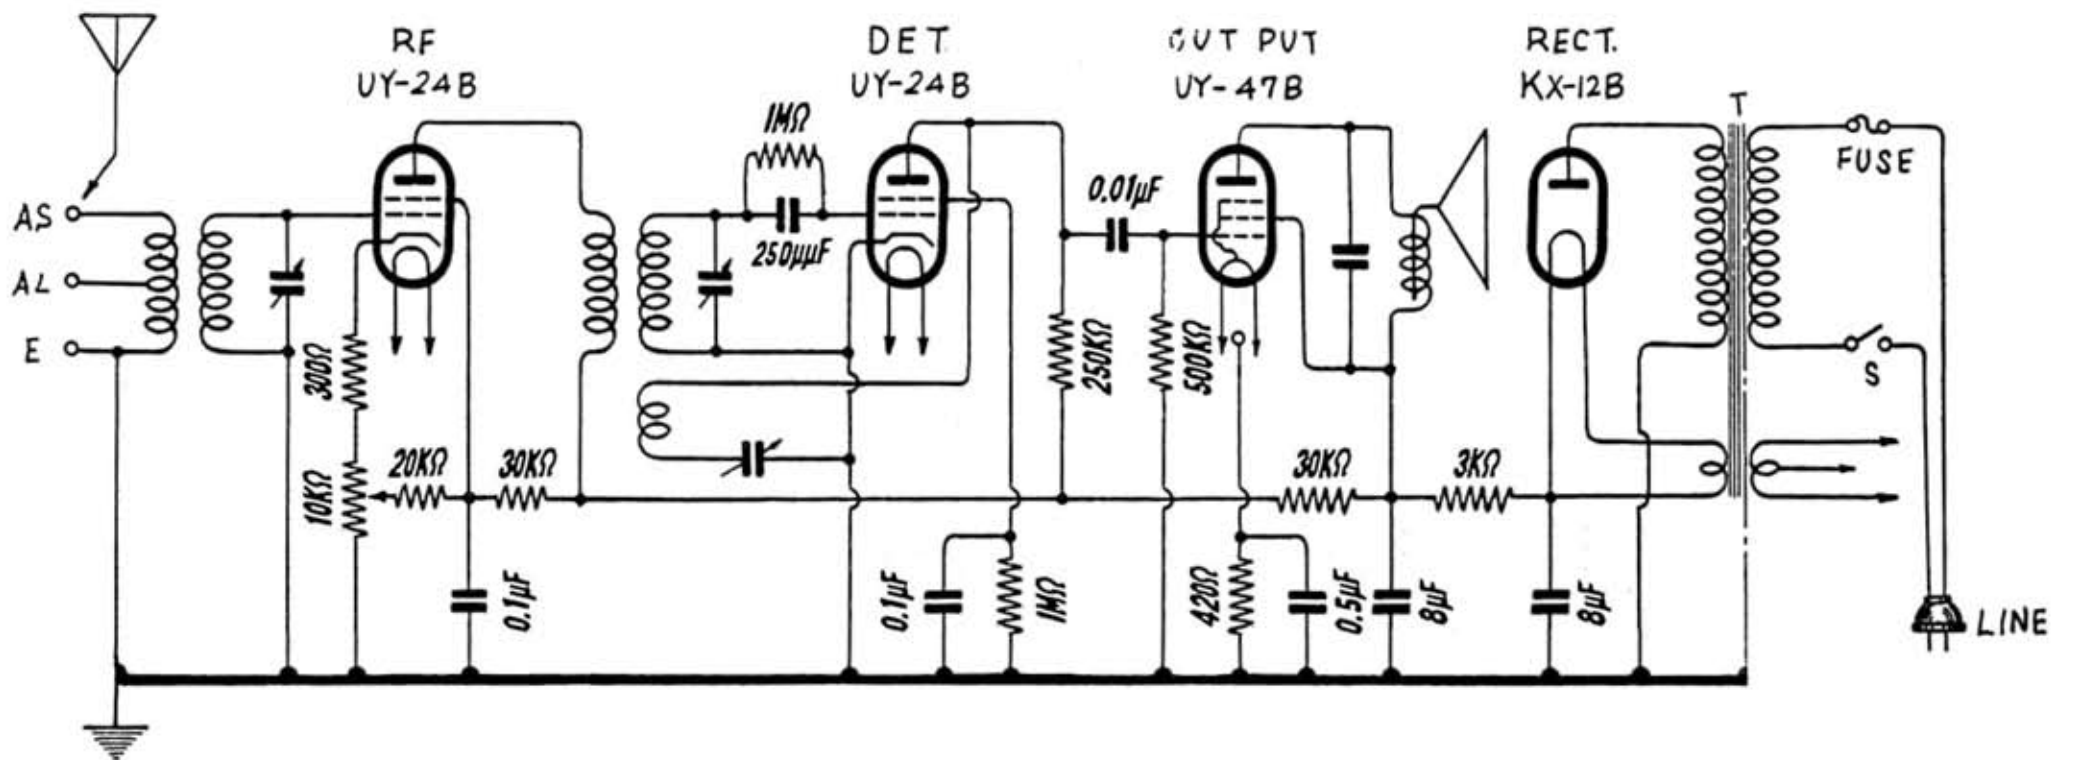 RF
UY-24B
DET.
UY-24B
OUT PUT
UY-47B
RECT.
KX-12B
T
FUSE
1MΩ
250μμF
0.01μF
AS
AL
E
300Ω
10KΩ
20KΩ
30KΩ
0.1μF
0.1μF
1MΩ
250KΩ
500KΩ
30KΩ
3KΩ
420Ω
0.5μF
8μF
8μF
S
LINE